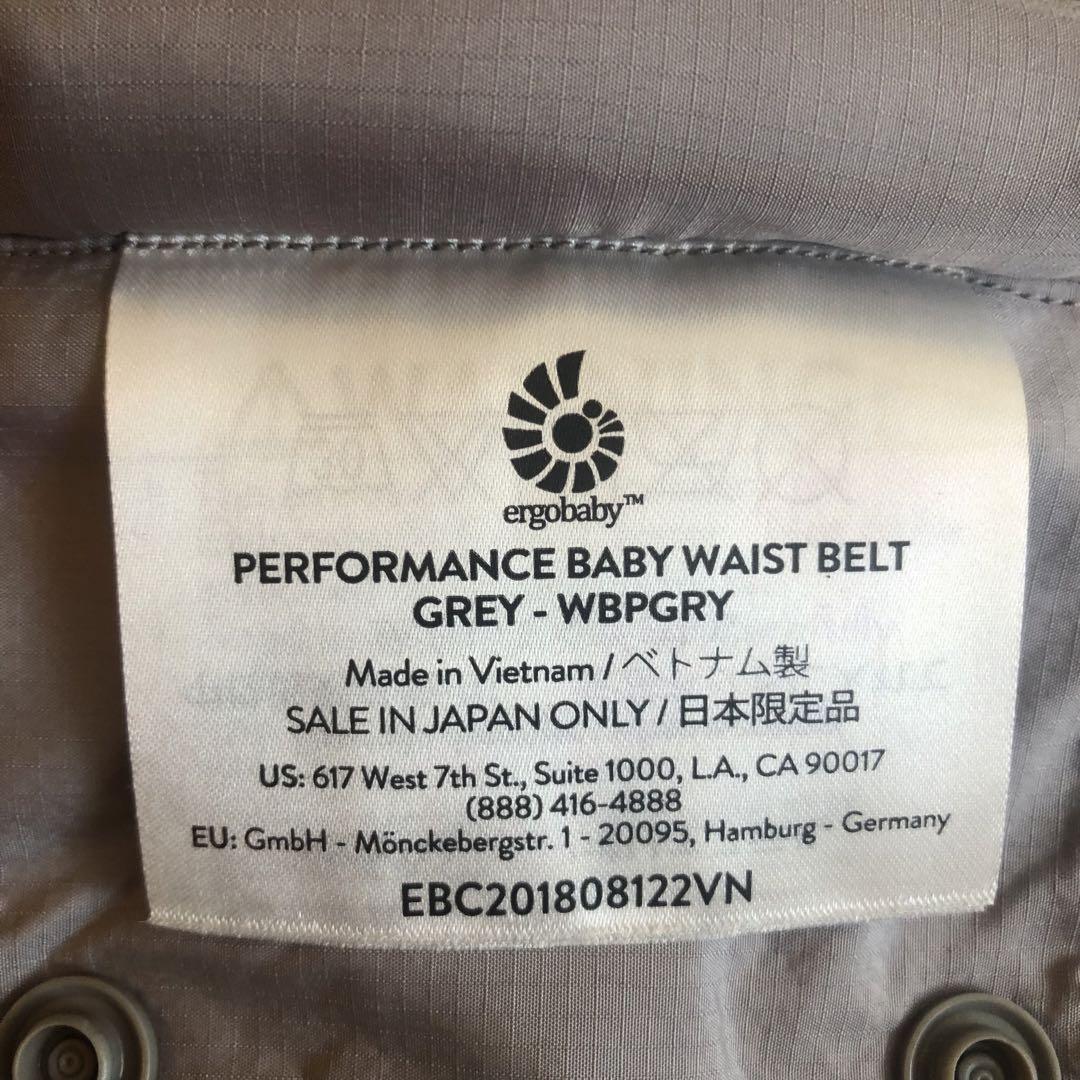 ergobaby™
PERFORMANCE BABY WAIST BELT
GREY - WBPGRY
Made in Vietnam / ベトナム製
SALE IN JAPAN ONLY / 日本限定品
US: 617 West 7th St., Suite 1000, L.A., CA 90017
(888) 416-4888
EU: GmbH - Mönckebergstr. 1 - 20095, Hamburg - Germany
EBC201808122VN